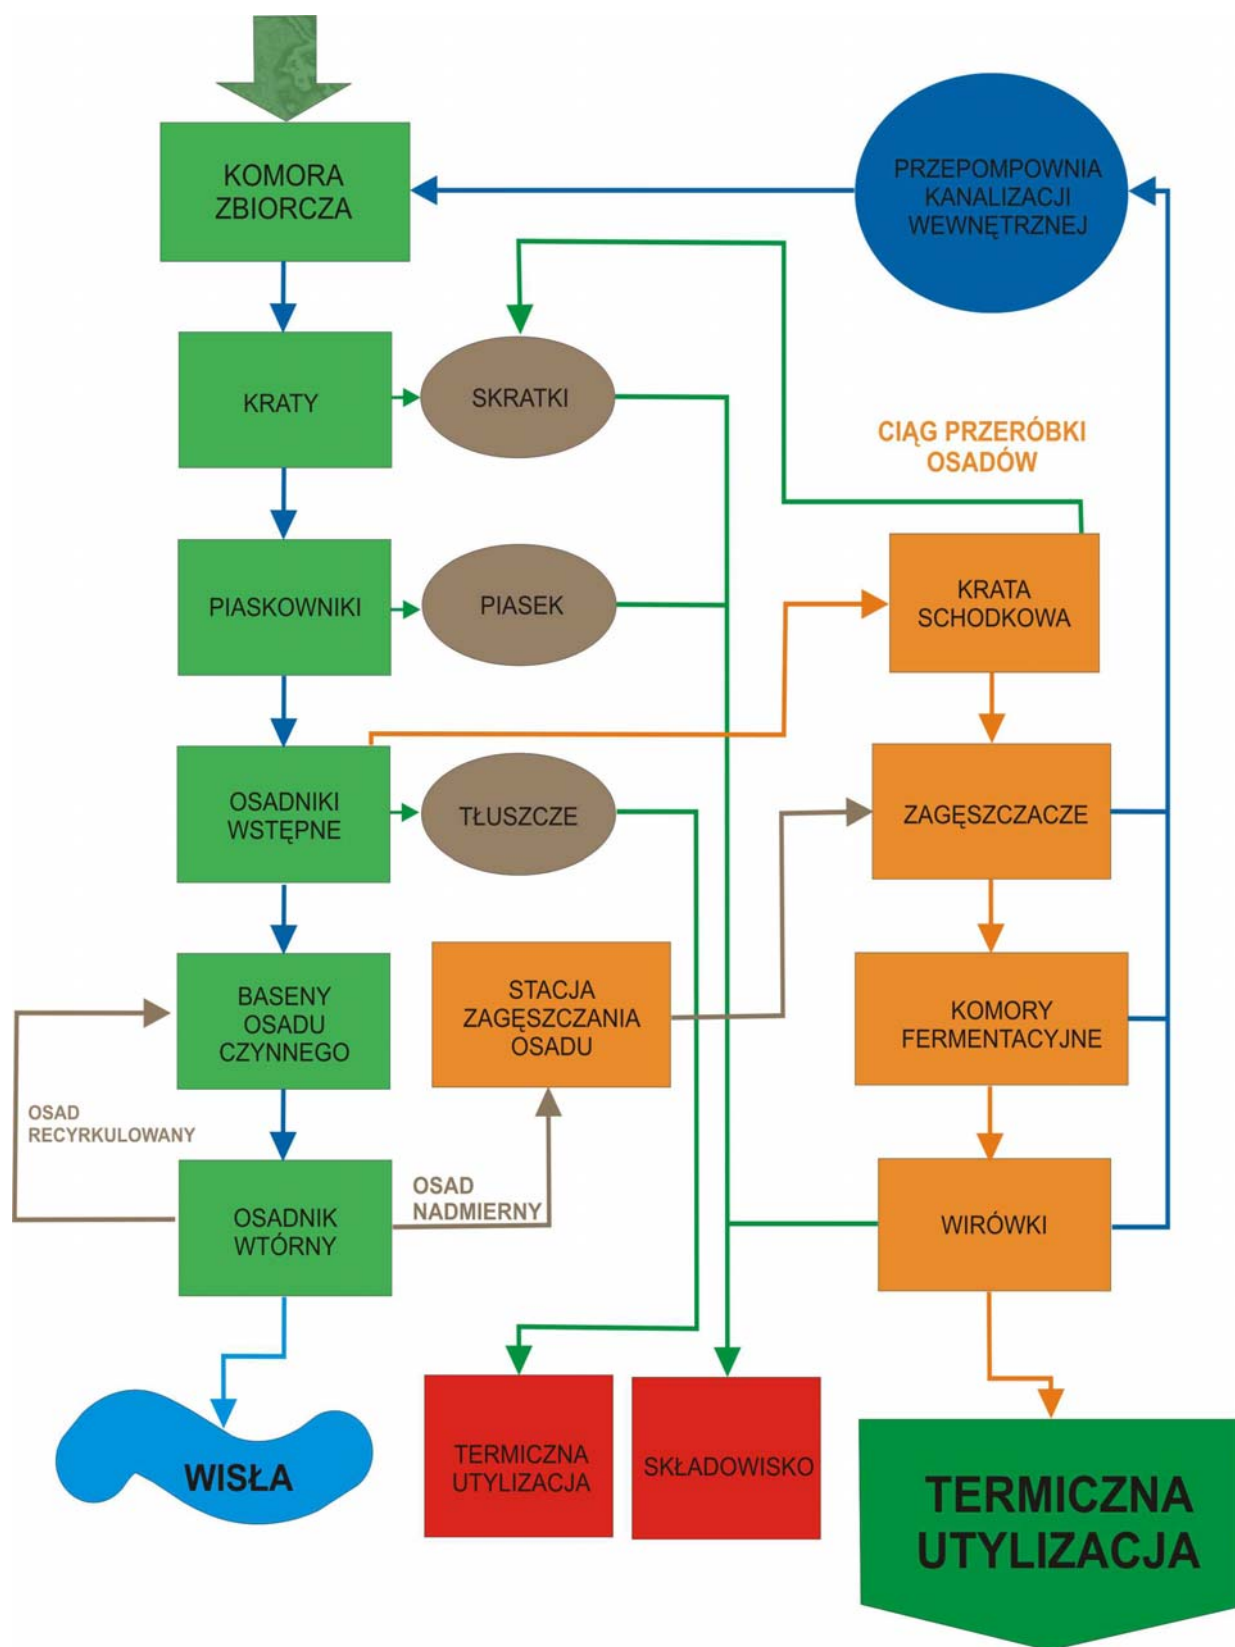 KOMORA
ZBIORCZA
PRZEPOMPOWNIA
KANALIZACJI
WEWNĘTRZNEJ
KRATY
SKRATKI
CIĄG PRZERÓBKI
OSADÓW
PIASKOWNIKI
PIASEK
KRATA
SCHODKOWA
OSADNIKI
WSTĘPNE
TŁUSZCZE
ZAGĘSZCZACZE
BASENY
OSADU
CZYNNEGO
STACJA
ZAGĘSZCZANIA
OSADU
KOMORY
FERMENTACYJNE
OSAD
RECYRKULOWANY
OSADNIK
WTÓRNY
OSAD
NADMIERNY
WIRÓWKI
WISŁA
TERMICZNA
UTYLIZACJA
SKŁADOWISKO
TERMICZNA
UTYLIZACJA